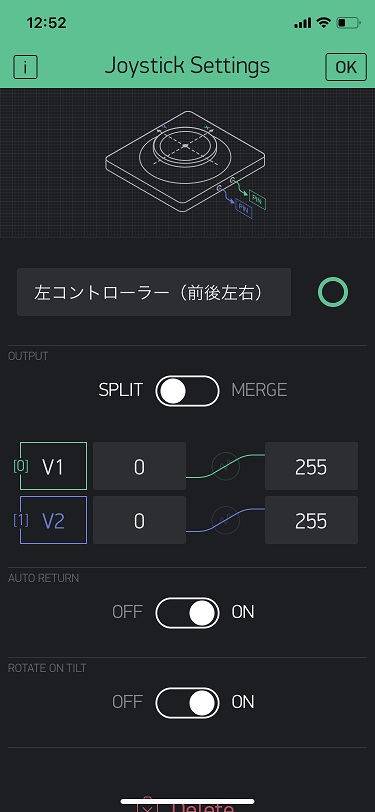 12:52
i
Joystick Settings
OK
PIN
PIN
左コントローラー（前後左右）
OUTPUT
SPLIT
MERGE
[0] V1 0 255
[1] V2 0 255
AUTO RETURN
OFF
ON
ROTATE ON TILT
OFF
ON
Delete